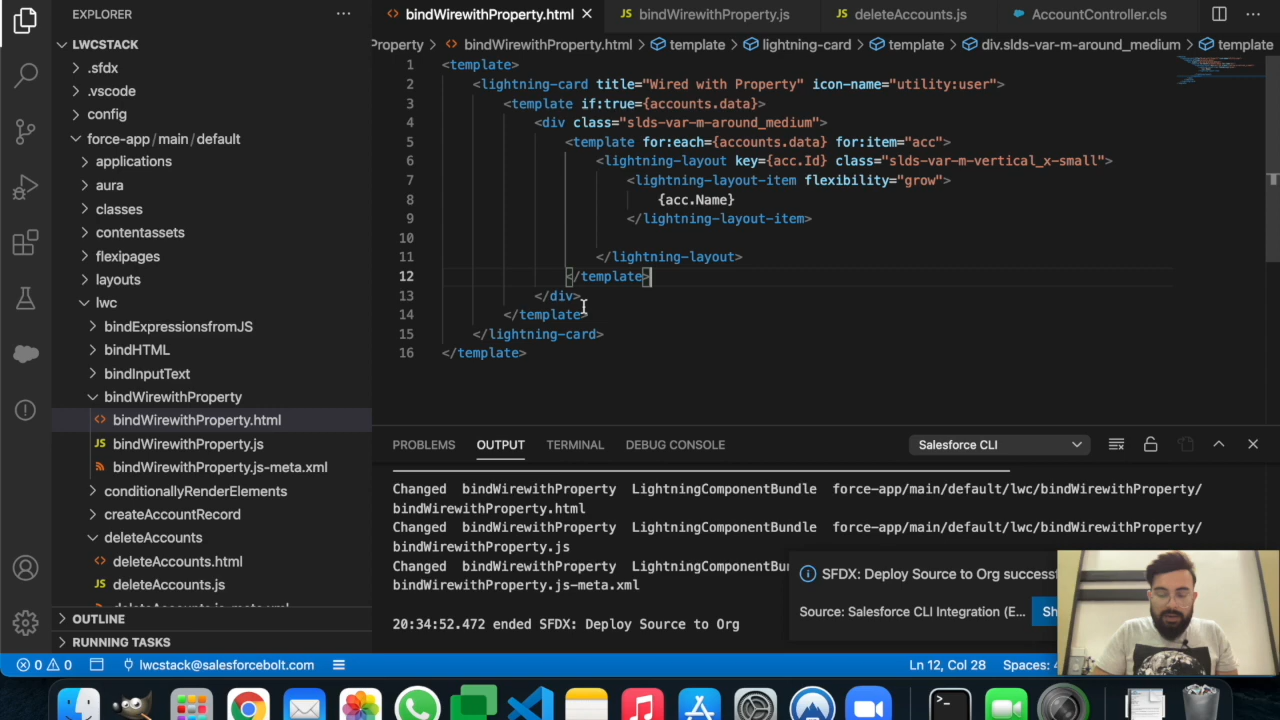 EXPLORER
LWCSTACK
.sfdx
.vscode
config
force-app/main/default
applications
aura
classes
contentassets
flexipages
layouts
lwc
bindExpressionsfromJS
bindHTML
bindInputText
bindWirewithProperty
bindWirewithProperty.html
bindWirewithProperty.js
bindWirewithProperty.js-meta.xml
conditionallyRenderElements
createAccountRecord
deleteAccounts
deleteAccounts.html
deleteAccounts.js
deleteAccounts.js-meta.xml
OUTLINE
RUNNING TASKS
bindWirewithProperty.html
bindWirewithProperty.js
deleteAccounts.js
AccountController.cls
Property > bindWirewithProperty.html > template > lightning-card > template > div.slds-var-m-around_medium > template
1 <template>
2 <lightning-card title="Wired with Property" icon-name="utility:user">
3 <template if:true={accounts.data}>
4 <div class="slds-var-m-around_medium">
5 <template for:each={accounts.data} for:item="acc">
6 <lightning-layout key={acc.Id} class="slds-var-m-vertical_x-small">
7 <lightning-layout-item flexibility="grow">
8 {acc.Name}
9 </lightning-layout-item>
10
11 </lightning-layout>
12 </template>
13 </div>
14 </template>
15 </lightning-card>
16 </template>
PROBLEMS OUTPUT TERMINAL DEBUG CONSOLE Salesforce CLI
Changed bindWirewithProperty LightningComponentBundle force-app/main/default/lwc/bindWirewithProperty/
bindWirewithProperty.html
Changed bindWirewithProperty LightningComponentBundle force-app/main/default/lwc/bindWirewithProperty/
bindWirewithProperty.js
Changed bindWirewithProperty LightningComponentBun
bindWirewithProperty.js-meta.xml
20:34:52.472 ended SFDX: Deploy Source to Org
SFDX: Deploy Source to Org successf
Source: Salesforce CLI Integration (E... Sh
0 0 lwcstack@salesforcebolt.com Ln 12, Col 28 Spaces: